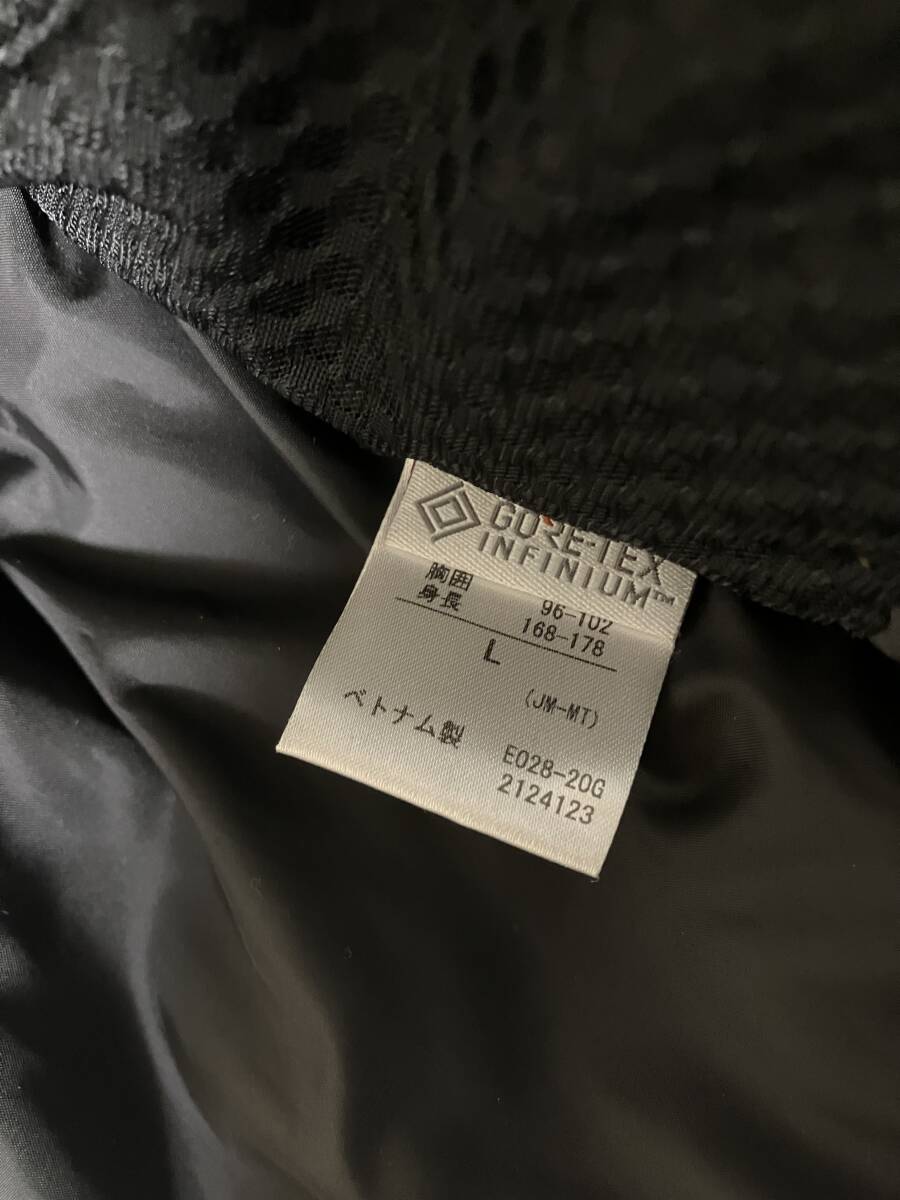 GORE-TEX
INFINIUM™
胸囲 96-102
身長 168-178
L
(JM-MT)
ベトナム製 E028-20G
2124123